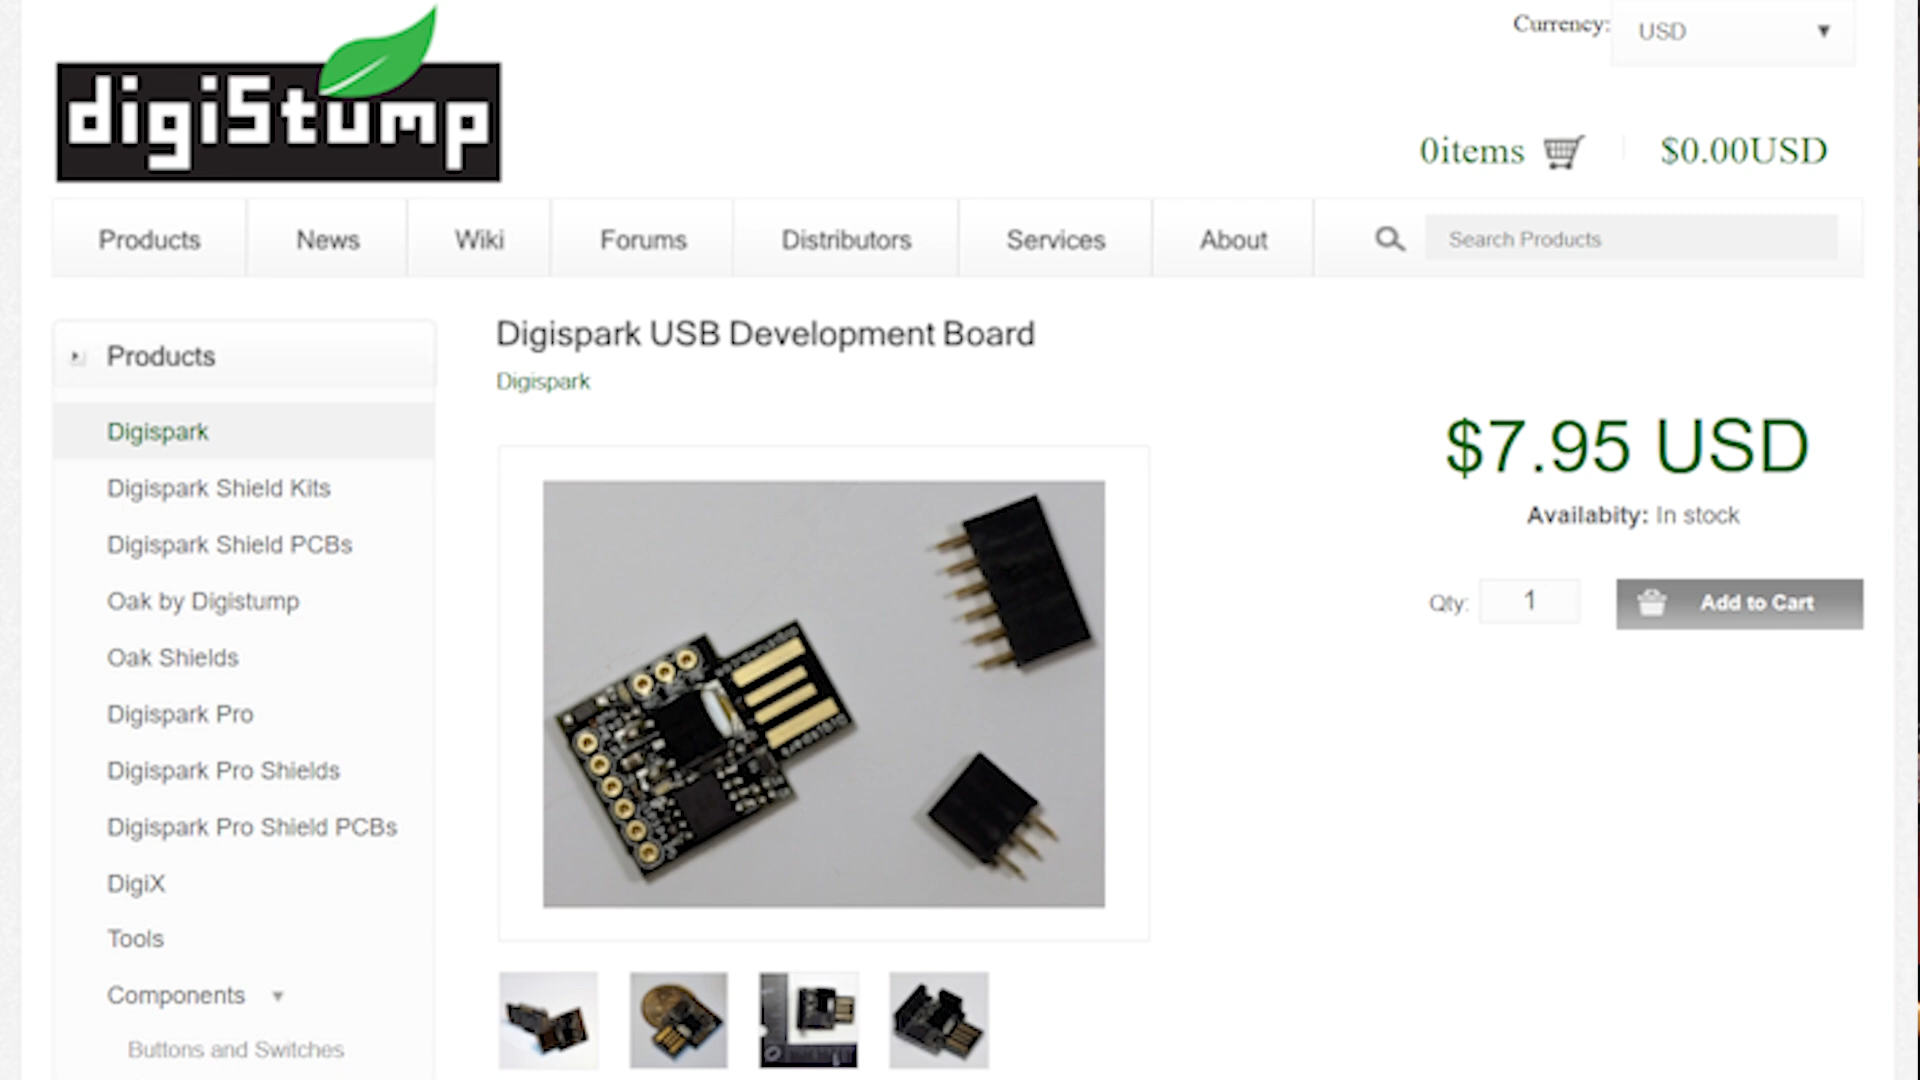 Currency: USD
digiStump
0items $0.00USD
Products News Wiki Forums Distributors Services About Search Products
Products
Digispark
Digispark Shield Kits
Digispark Shield PCBs
Oak by Digistump
Oak Shields
Digispark Pro
Digispark Pro Shields
Digispark Pro Shield PCBs
DigiX
Tools
Components
Buttons and Switches
Digispark USB Development Board
Digispark
$7.95 USD
Availabity: In stock
Qty: 1 Add to Cart